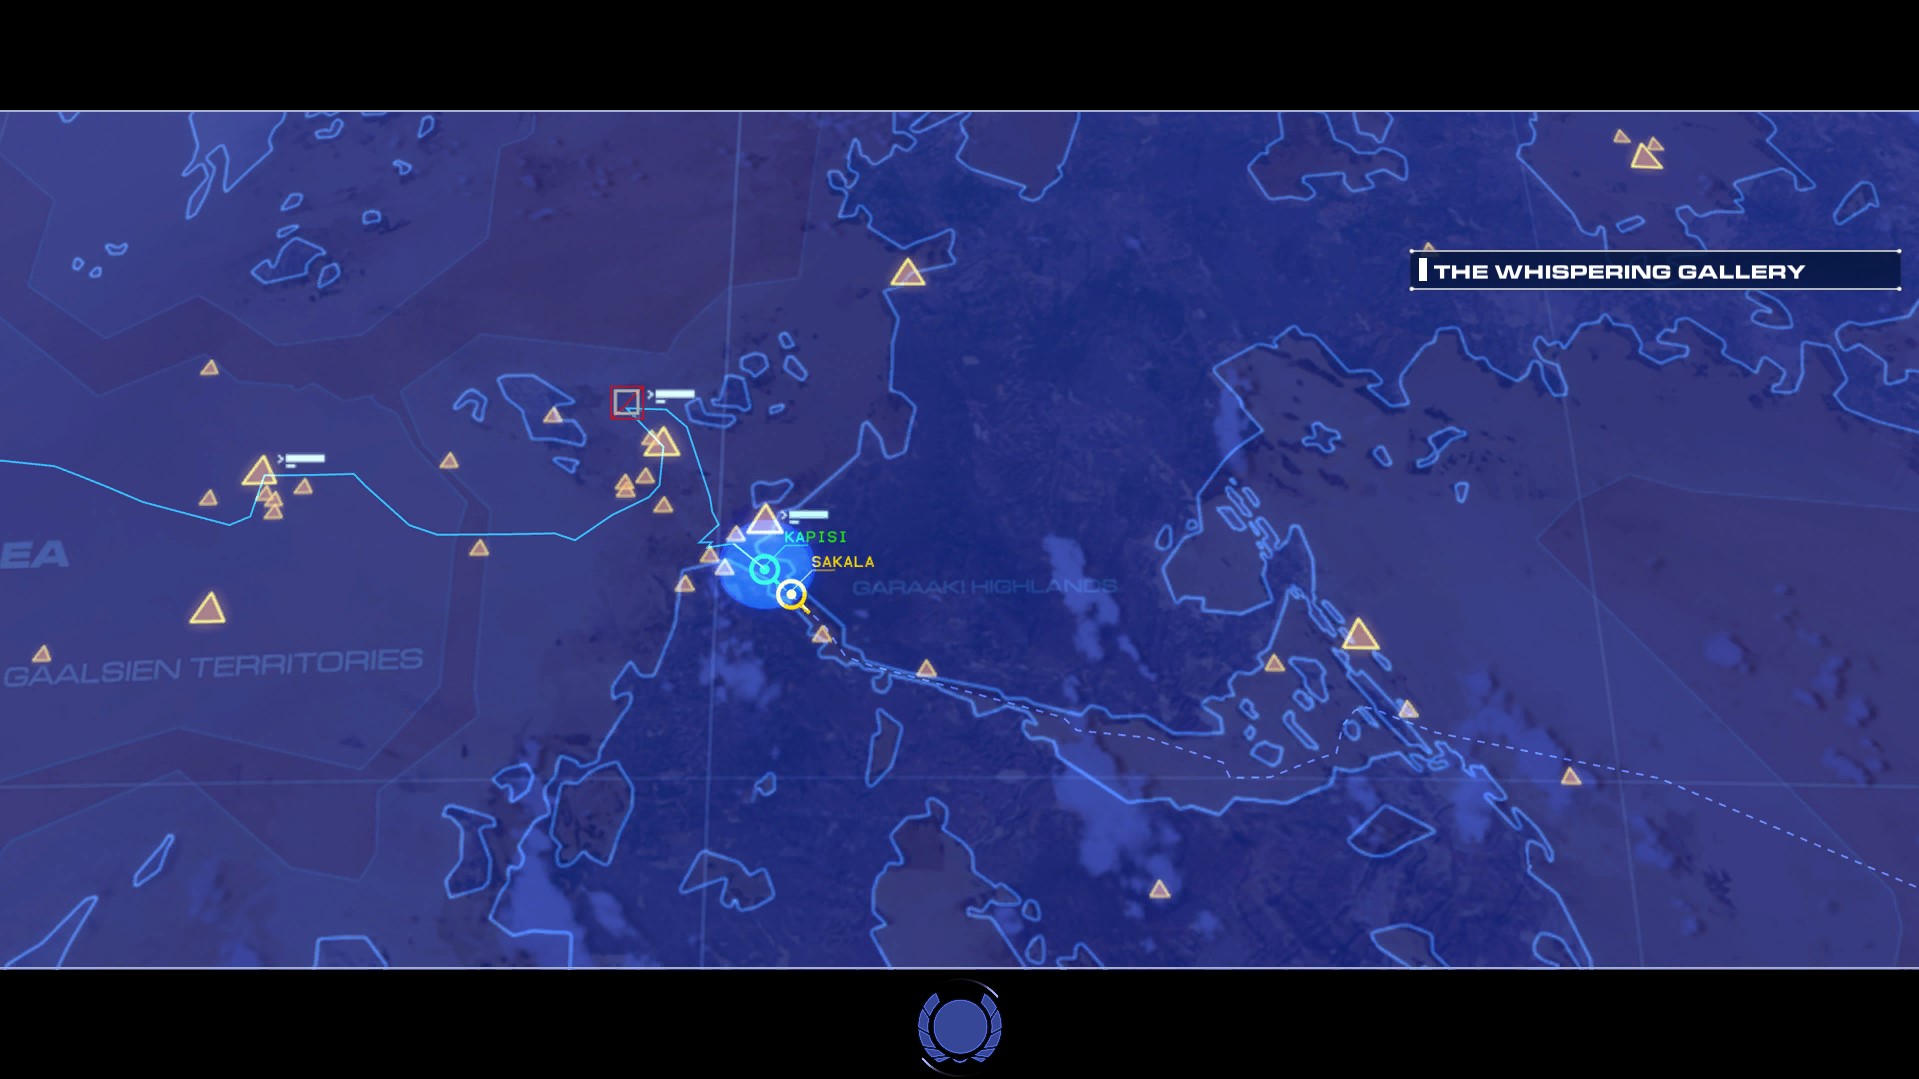 THE WHISPERING GALLERY
KAPISI
SAKALA
EA
GARAAKI HIGHLANDS
GAALSIEN TERRITORIES